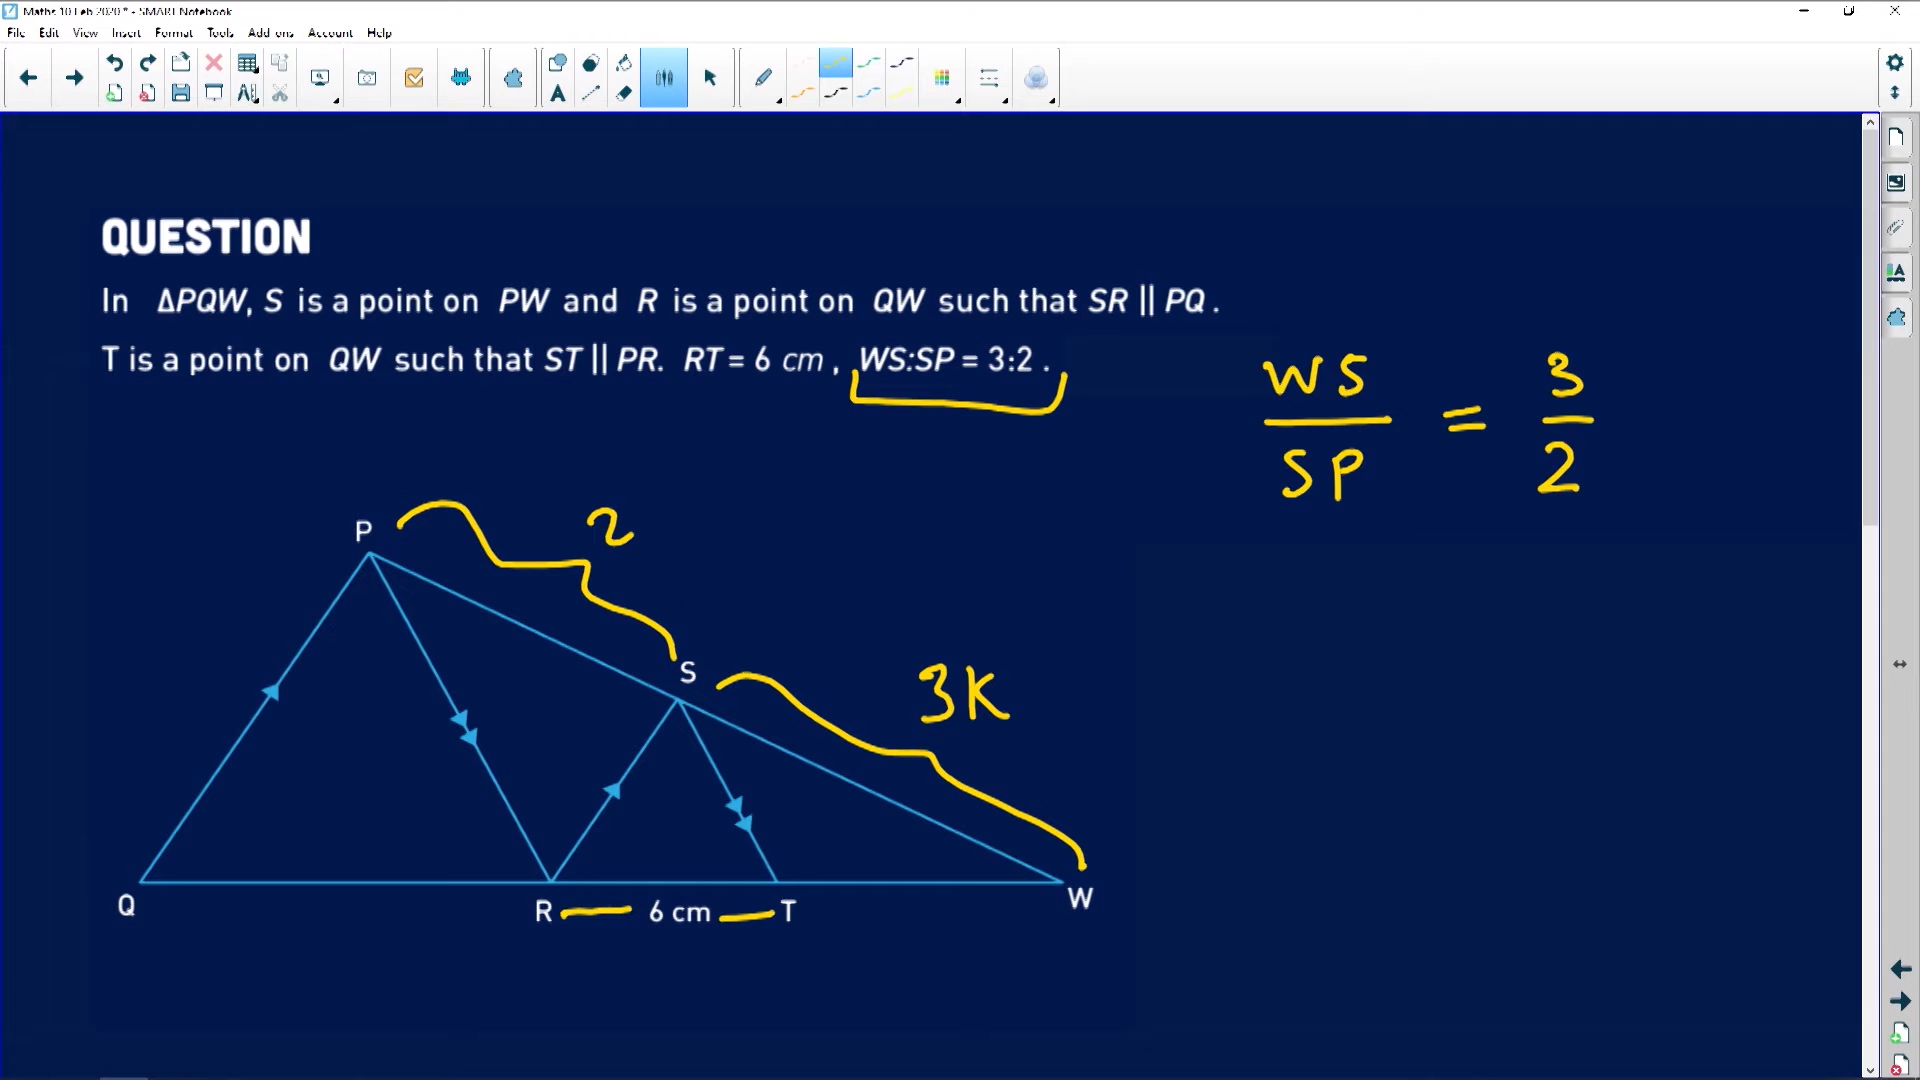 Maths 10 Feb 2020 * - SMART Notebook
File Edit View Insert Format Tools Add-ons Account Help
QUESTION
In ΔPQW, S is a point on PW and R is a point on QW such that SR || PQ .
T is a point on QW such that ST || PR. RT = 6 cm , WS:SP = 3:2 .
WS/SP = 3/2
P
2
S
3K
Q
R 6 cm T
W